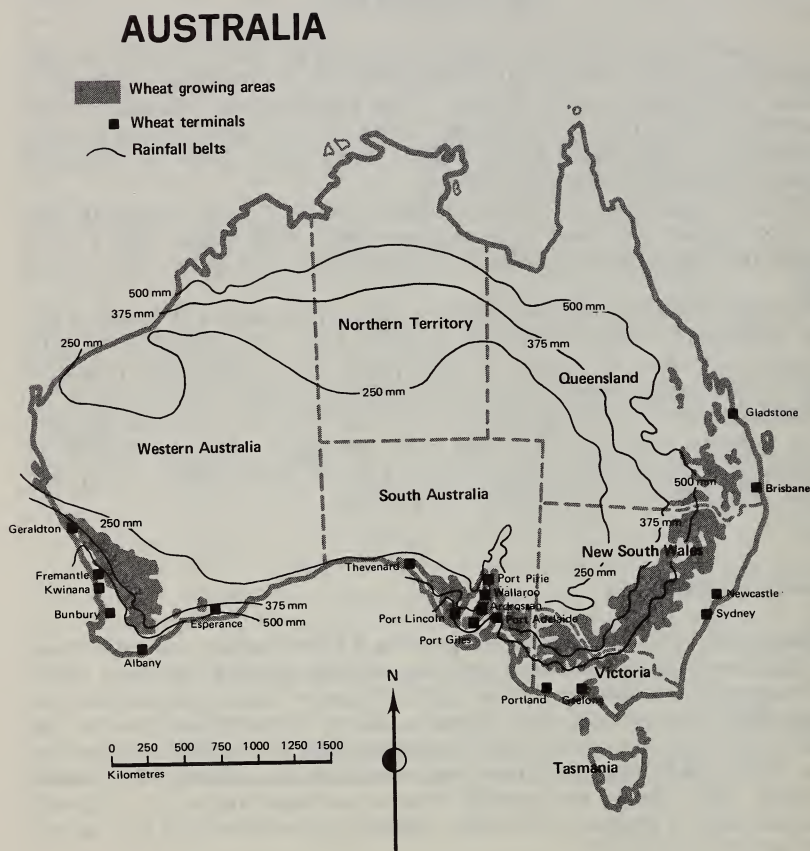 AUSTRALIA
Wheat growing areas
Wheat terminals
Rainfall belts
500 mm
375 mm
250 mm
Northern Territory
500 mm
375 mm
250 mm
Queensland
Gladstone
Western Australia
South Australia
500 mm
Brisbane
375 mm
Geraldton
250 mm
New South Wales
Thevenard
Port Pirie
Fremantle
Kwinana
Wallaroo
250 mm
Newcastle
Bunbury
375 mm
Ardrossan
Port Lincoln
Port Adelaide
Sydney
Esperance
500 mm
Port Giles
Albany
Victoria
N
Portland
Geelong
0 250 500 750 1000 1250 1500
Kilometres
Tasmania